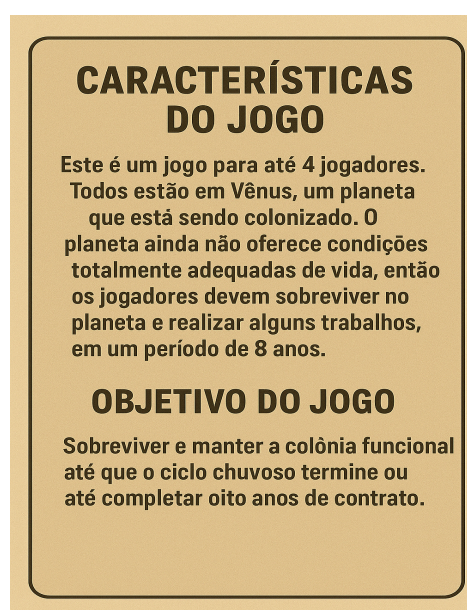 CARACTERÍSTICAS
DO JOGO
Este é um jogo para até 4 jogadores.
Todos estão em Vênus, um planeta
que está sendo colonizado. O
planeta ainda não oferece condições
totalmente adequadas de vida, então
os jogadores devem sobreviver no
planeta e realizar alguns trabalhos,
em um período de 8 anos.
OBJETIVO DO JOGO
Sobreviver e manter a colônia funcional
até que o ciclo chuvoso termine ou
até completar oito anos de contrato.